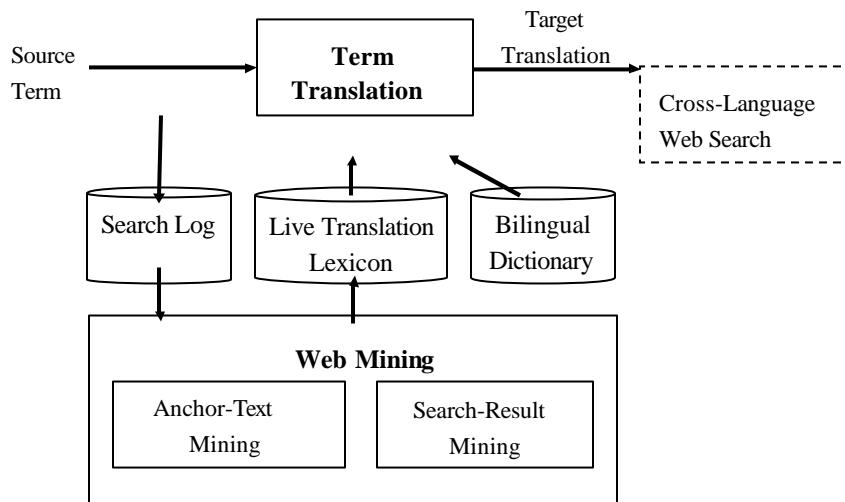 Source
Term
Term
Translation
Target
Translation
Cross-Language
Web Search
Search Log
Live Translation
Lexicon
Bilingual
Dictionary
Web Mining
Anchor-Text
Mining
Search-Result
Mining